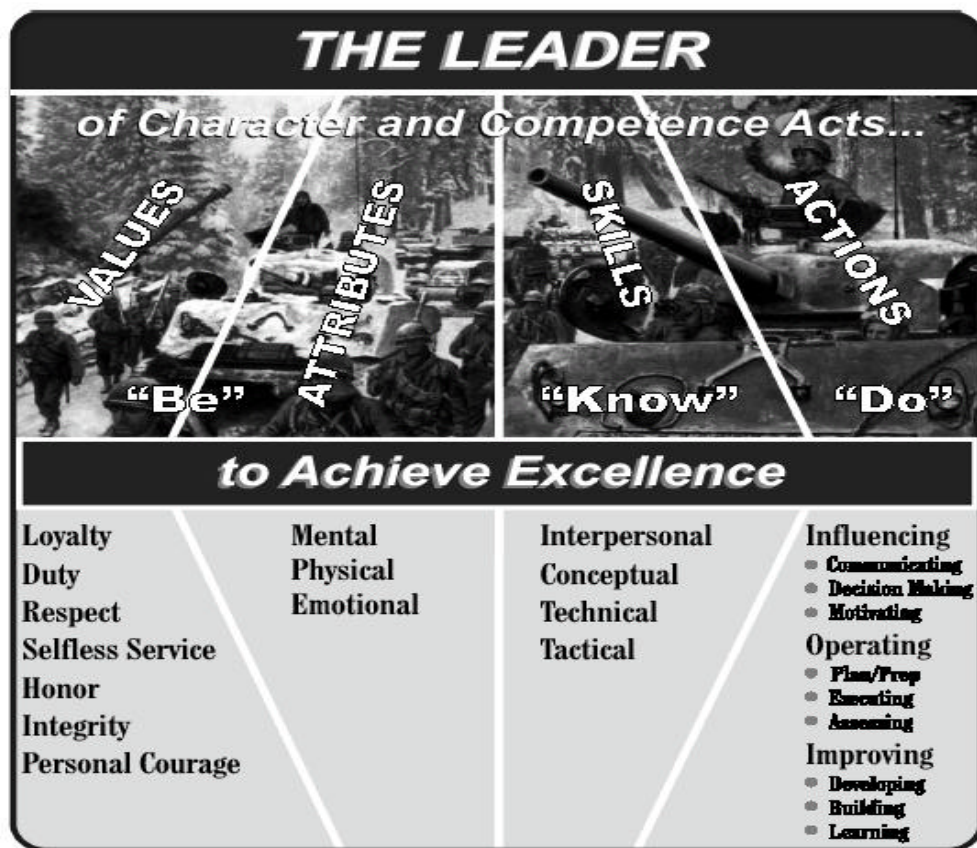 THE LEADER
of Character and Competence Acts...
VALUES
ATTRIBUTES
SKILLS
ACTIONS
“Be”
“Know”
“Do”
to Achieve Excellence
Loyalty
Duty
Respect
Selfless Service
Honor
Integrity
Personal Courage
Mental
Physical
Emotional
Interpersonal
Conceptual
Technical
Tactical
Influencing
Communicating
Decision Making
Motivating
Operating
Plan/Prep
Executing
Assessing
Improving
Developing
Building
Learning